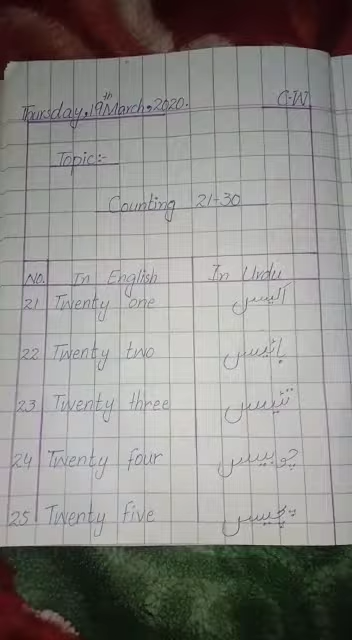 Thursday, 19th March, 2020. C-W
Topic:-
Counting 21-30
No. In English In Urdu
21 Twenty one اکیس
22 Twenty two بائیس
23 Twenty three تئیس
24 Twenty four چوبیس
25 Twenty five پچیس